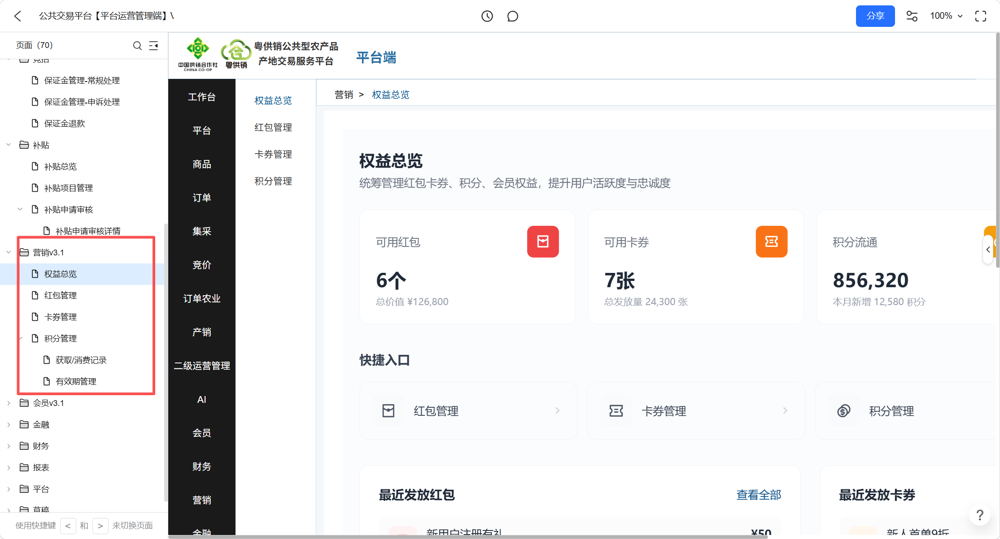 公共交易平台【平台运营管理端】\
分享
100%
页面（70）
竞拍
保证金管理-常规处理
保证金管理-申诉处理
保证金退款
补贴
补贴总览
补贴项目管理
补贴申请审核
补贴申请审核详情
营销v3.1
权益总览
红包管理
卡券管理
积分管理
获取/消费记录
有效期管理
会员v3.1
金融
财务
报表
平台
草稿
使用快捷键 < 和 > 来切换页面
中国供销合作社
CHINA CO-OP
粤供销
粤供销公共型农产品
产地交易服务平台
平台端
工作台
平台
商品
订单
集采
竞价
订单农业
产销
二级运营管理
AI
会员
财务
营销
金融
权益总览
红包管理
卡券管理
积分管理
营销 > 权益总览
权益总览
统筹管理红包卡券、积分、会员权益，提升用户活跃度与忠诚度
可用红包
6个
总价值 ¥126,800
可用卡券
7张
总发放量 24,300 张
积分流通
856,320
本月新增 12,580 积分
快捷入口
红包管理
卡券管理
积分管理
最近发放红包
查看全部
新用户注册有礼
¥50
最近发放卡券
新人首单9折
?